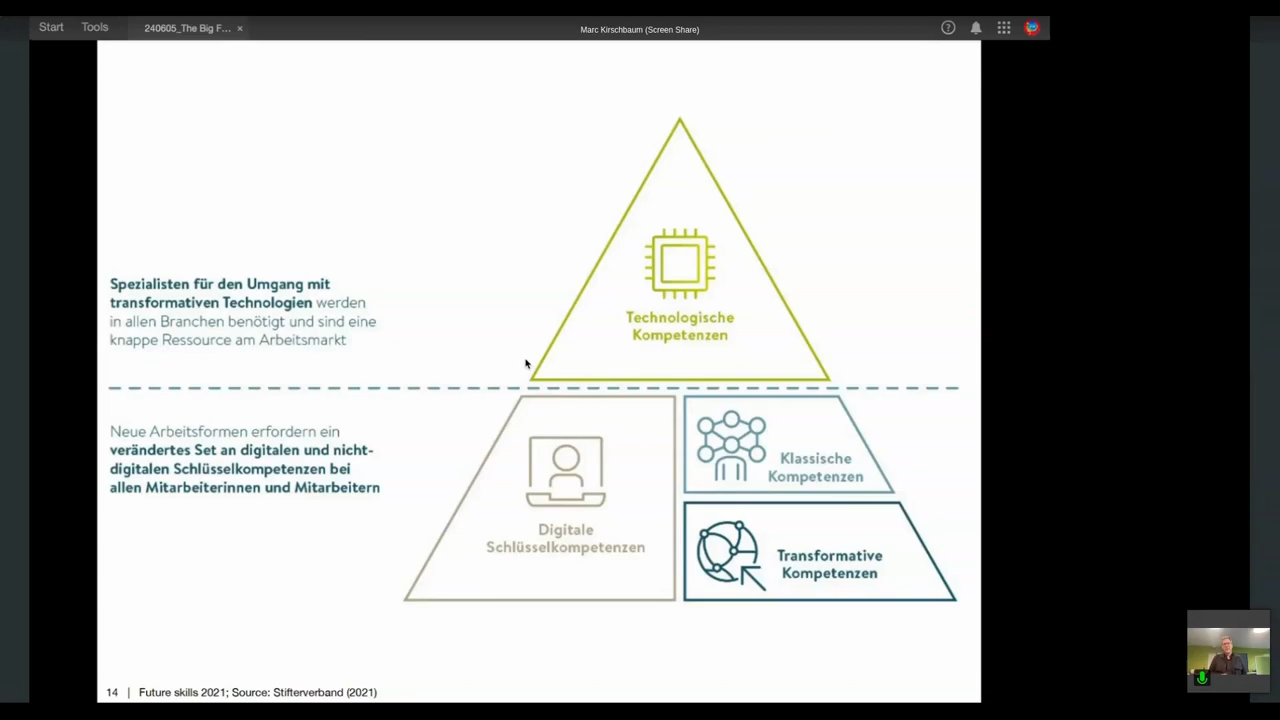 Start Tools 240605_The Big F... × Marc Kirschbaum (Screen Share)
Technologische
Kompetenzen
Spezialisten für den Umgang mit
transformativen Technologien werden
in allen Branchen benötigt und sind eine
knappe Ressource am Arbeitsmarkt
Neue Arbeitsformen erfordern ein
verändertes Set an digitalen und nicht-
digitalen Schlüsselkompetenzen bei
allen Mitarbeiterinnen und Mitarbeitern
Digitale
Schlüsselkompetenzen
Klassische
Kompetenzen
Transformative
Kompetenzen
14 | Future skills 2021; Source: Stifterverband (2021)